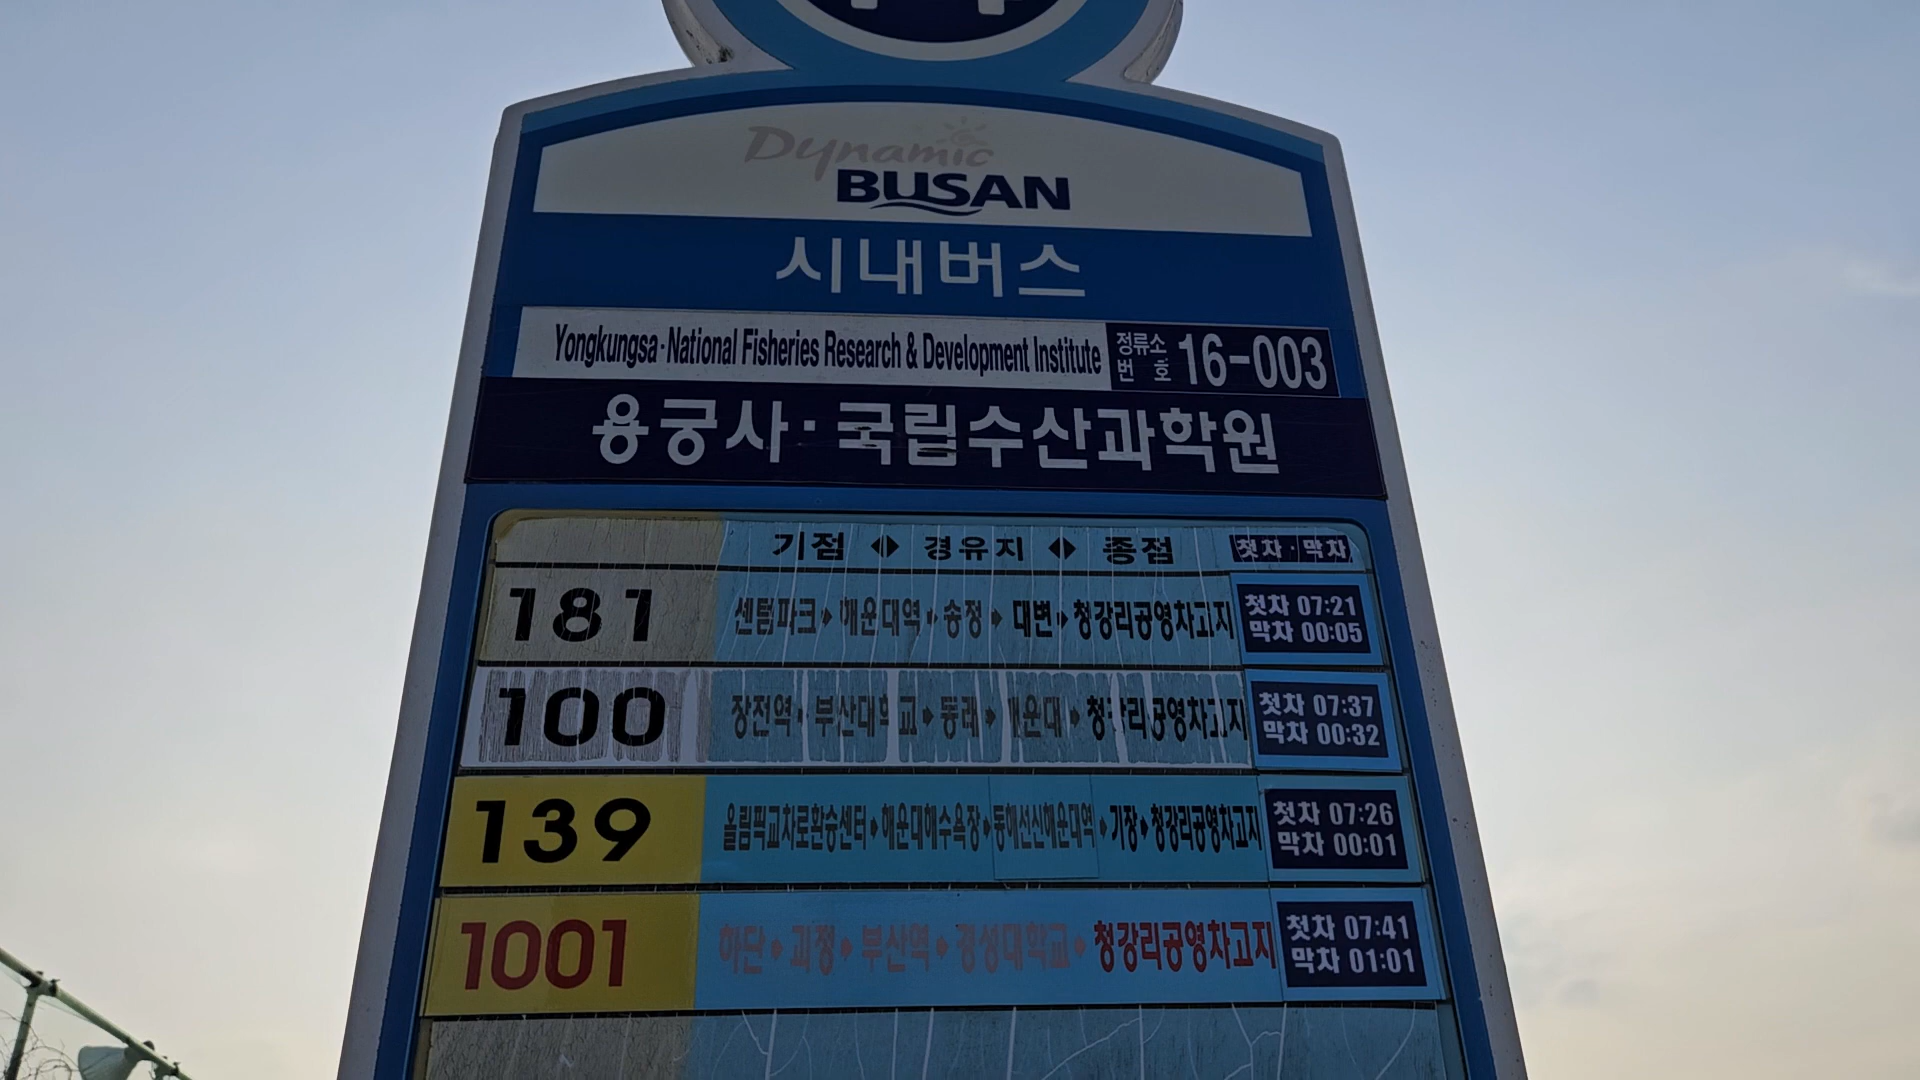 Dynamic
BUSAN
시내버스
Yongkungsa·National Fisheries Research & Development Institute
정류소
번 호
16-003
용궁사·국립수산과학원
기점 ◆ 경유지 ◆ 종점 첫차·막차
181 센텀파크 해운대역 송정 대변 청강리공영차고지 첫차 07:21
막차 00:05
100 장전역 부산대학교 동래 해운대 청강리공영차고지 첫차 07:37
막차 00:32
139 올림픽교차로환승센터 해운대해수욕장 동해선신해운대역 기장 청강리공영차고지 첫차 07:26
막차 00:01
1001 하단 괴정 부산역 경성대학교 청강리공영차고지 첫차 07:41
막차 01:01